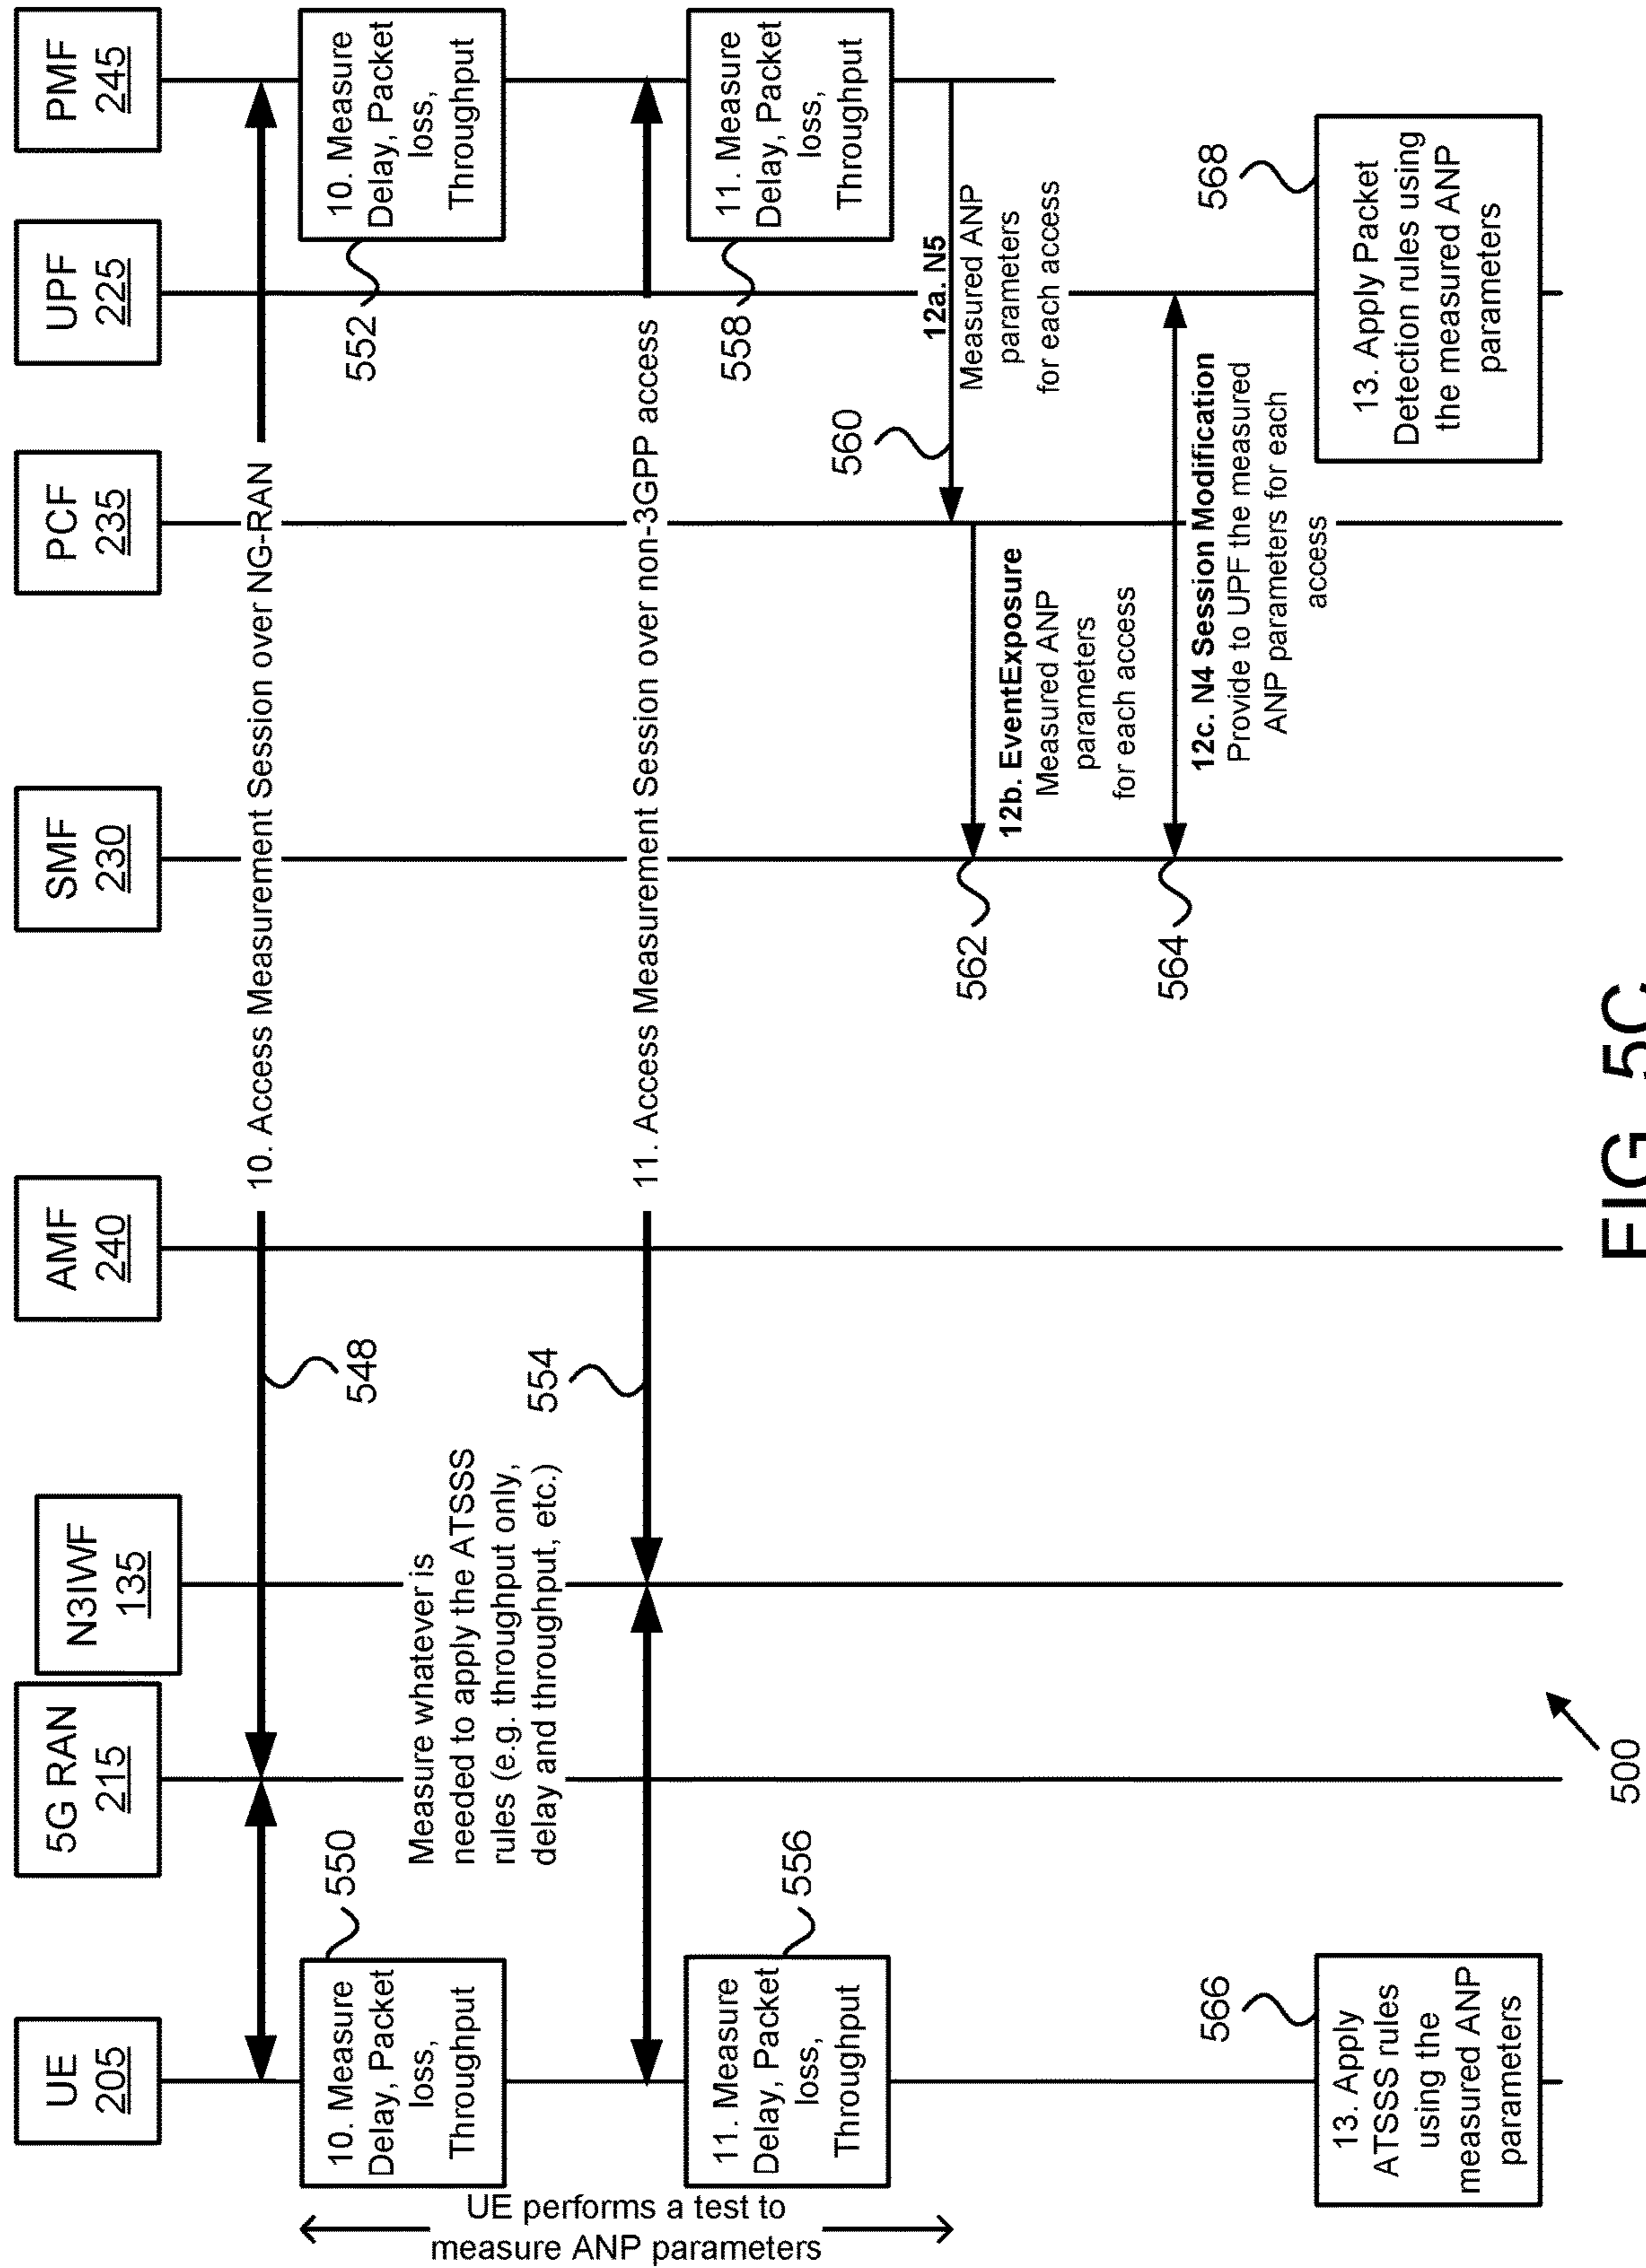 UE
205
5G RAN
215
N3IWF
135
AMF
240
SMF
230
PCF
235
UPF
225
PMF
245
10. Access Measurement Session over NG-RAN
548
10. Measure
Delay, Packet
loss,
Throughput
550
10. Measure
Delay, Packet
loss,
Throughput
552
Measure whatever is
needed to apply the ATSSS
rules (e.g. throughput only,
delay and throughput, etc.)
UE performs a test to
measure ANP parameters
11. Access Measurement Session over non-3GPP access
554
11. Measure
Delay, Packet
loss,
Throughput
556
11. Measure
Delay, Packet
loss,
Throughput
558
12a. N5
Measured ANP
parameters
for each access
560
12b. EventExposure
Measured ANP
parameters
for each access
562
12c. N4 Session Modification
Provide to UPF the measured
ANP parameters for each
access
564
13. Apply
ATSSS rules
using the
measured ANP
parameters
566
13. Apply Packet
Detection rules using
the measured ANP
parameters
568
500
FIG. 5C